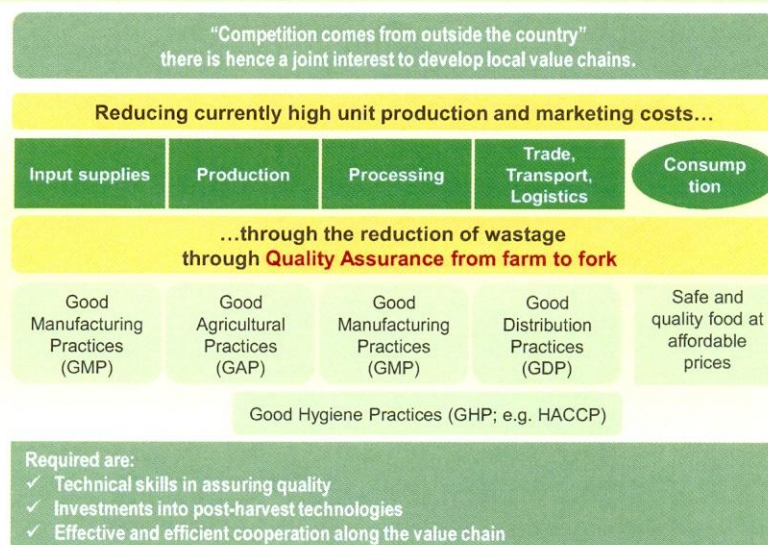 “Competition comes from outside the country”
there is hence a joint interest to develop local value chains.
Reducing currently high unit production and marketing costs...
Input supplies
Production
Processing
Trade,
Transport,
Logistics
Consump
tion
...through the reduction of wastage
through Quality Assurance from farm to fork
Good
Manufacturing
Practices
(GMP)
Good
Agricultural
Practices
(GAP)
Good
Manufacturing
Practices
(GMP)
Good
Distribution
Practices
(GDP)
Safe and
quality food at
affordable
prices
Good Hygiene Practices (GHP; e.g. HACCP)
Required are:
✓ Technical skills in assuring quality
✓ Investments into post-harvest technologies
✓ Effective and efficient cooperation along the value chain